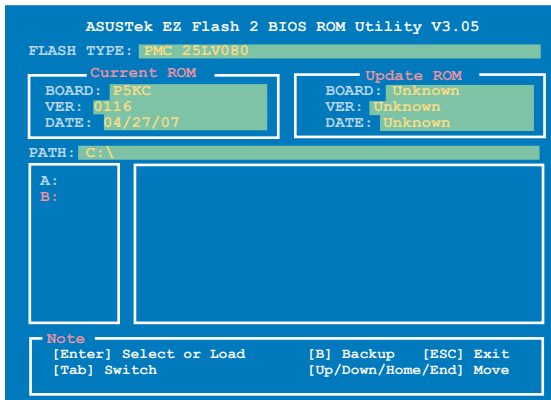 ASUSTek EZ Flash 2 BIOS ROM Utility V3.05
FLASH TYPE: PMC 25LV080
Current ROM
BOARD: P5KC
VER: 0116
DATE: 04/27/07
Update ROM
BOARD: Unknown
VER: Unknown
DATE: Unknown
PATH: C:\
A:
B:
Note
[Enter] Select or Load [B] Backup [ESC] Exit
[Tab] Switch [Up/Down/Home/End] Move